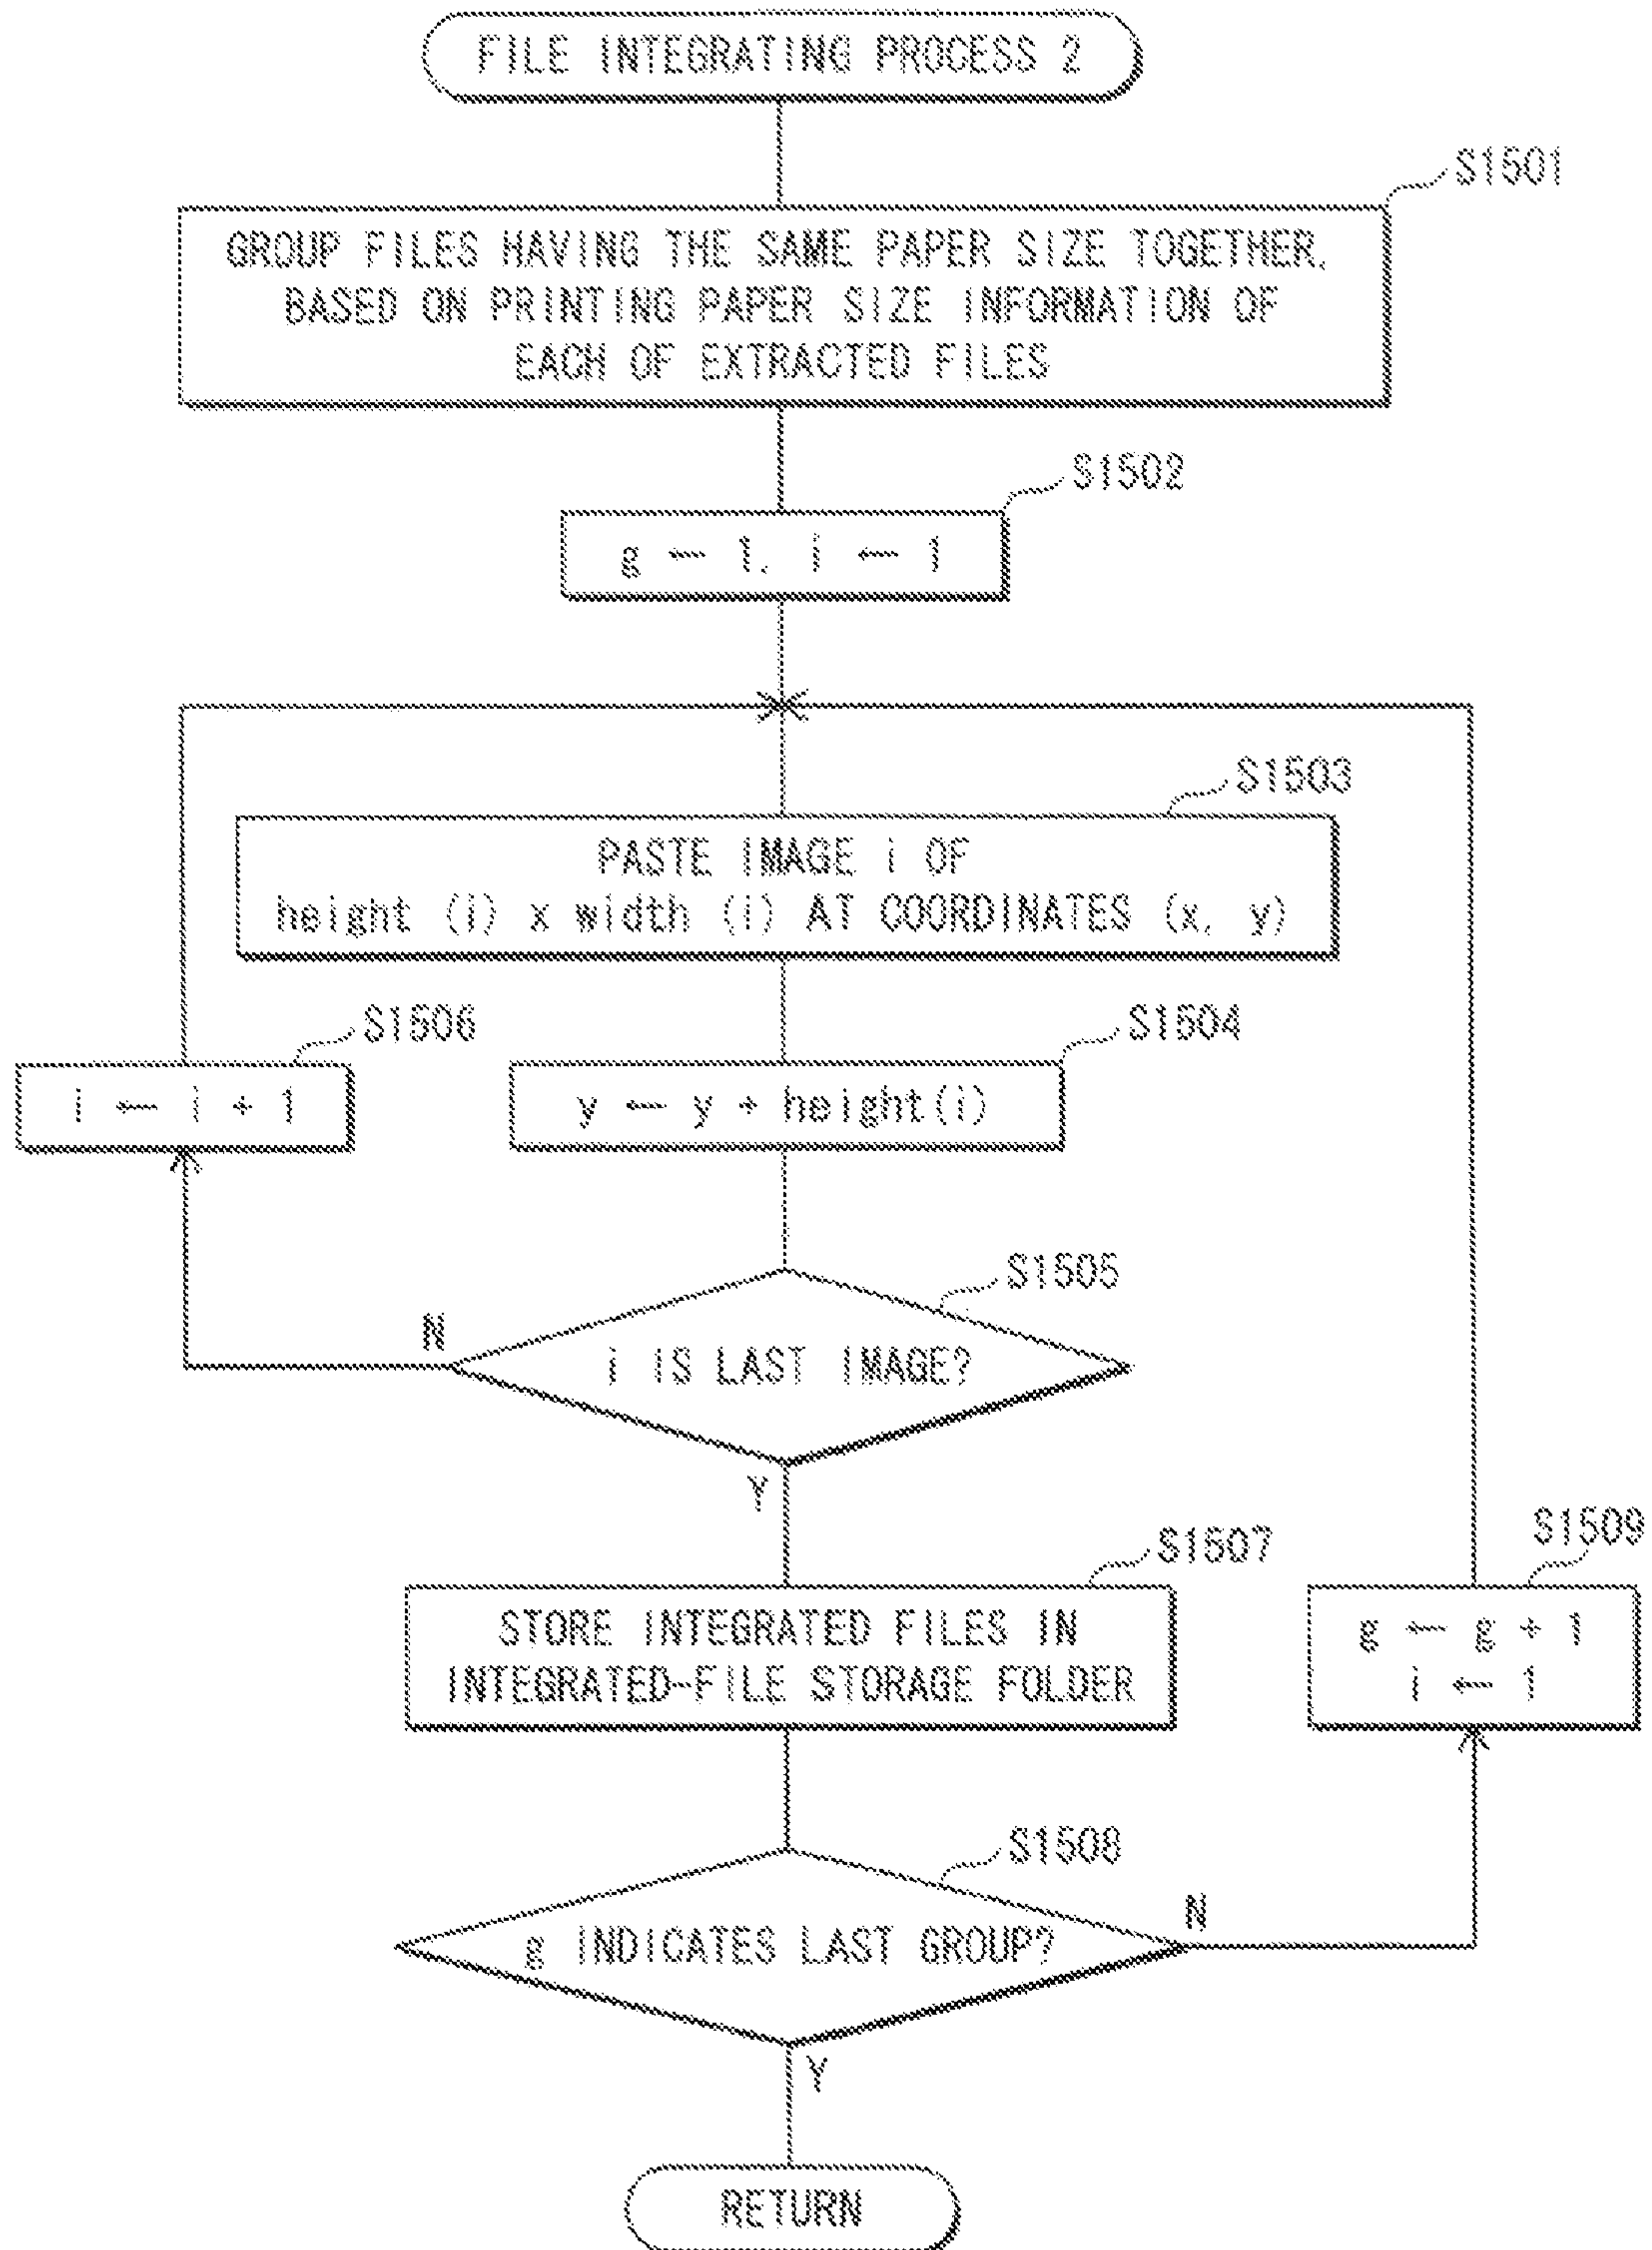 FILE INTEGRATING PROCESS 2
S1501
GROUP FILES HAVING THE SAME PAPER SIZE TOGETHER,
BASED ON PRINTING PAPER SIZE INFORMATION OF
EACH OF EXTRACTED FILES
S1502
g ← 1, i ← 1
S1503
PASTE IMAGE i OF
height (i) x width (i) AT COORDINATES (x, y)
S1506
i ← i + 1
S1504
y ← y + height(i)
S1505
i IS LAST IMAGE?
N
Y
S1507
STORE INTEGRATED FILES IN
INTEGRATED-FILE STORAGE FOLDER
S1509
g ← g + 1
i ← 1
S1508
g INDICATES LAST GROUP?
N
Y
RETURN